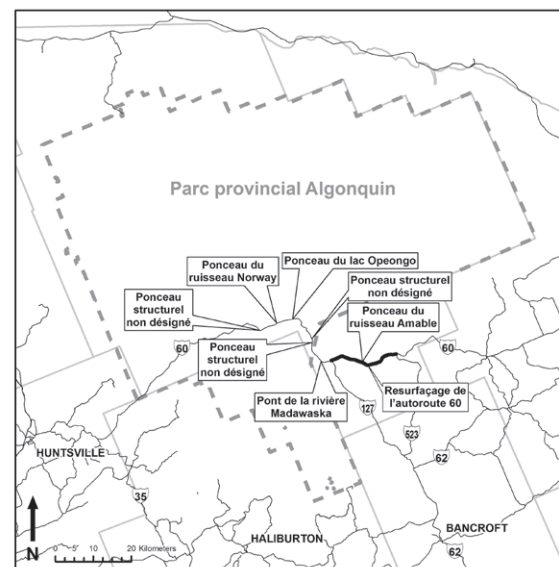 Parc provincial Algonquin
Ponceau du lac Opeongo
Ponceau du
ruisseau Norway
Ponceau structurel
non désigné
Ponceau
structurel
non désigné
Ponceau du
ruisseau Amable
Ponceau
structurel
non désigné
60
60
Resurfaçage de
l'autoroute 60
Pont de la rivière
Madawaska
127
523
HUNTSVILLE
62
35
BANCROFT
HALIBURTON
62
N
0 5 10 20 Kilometers